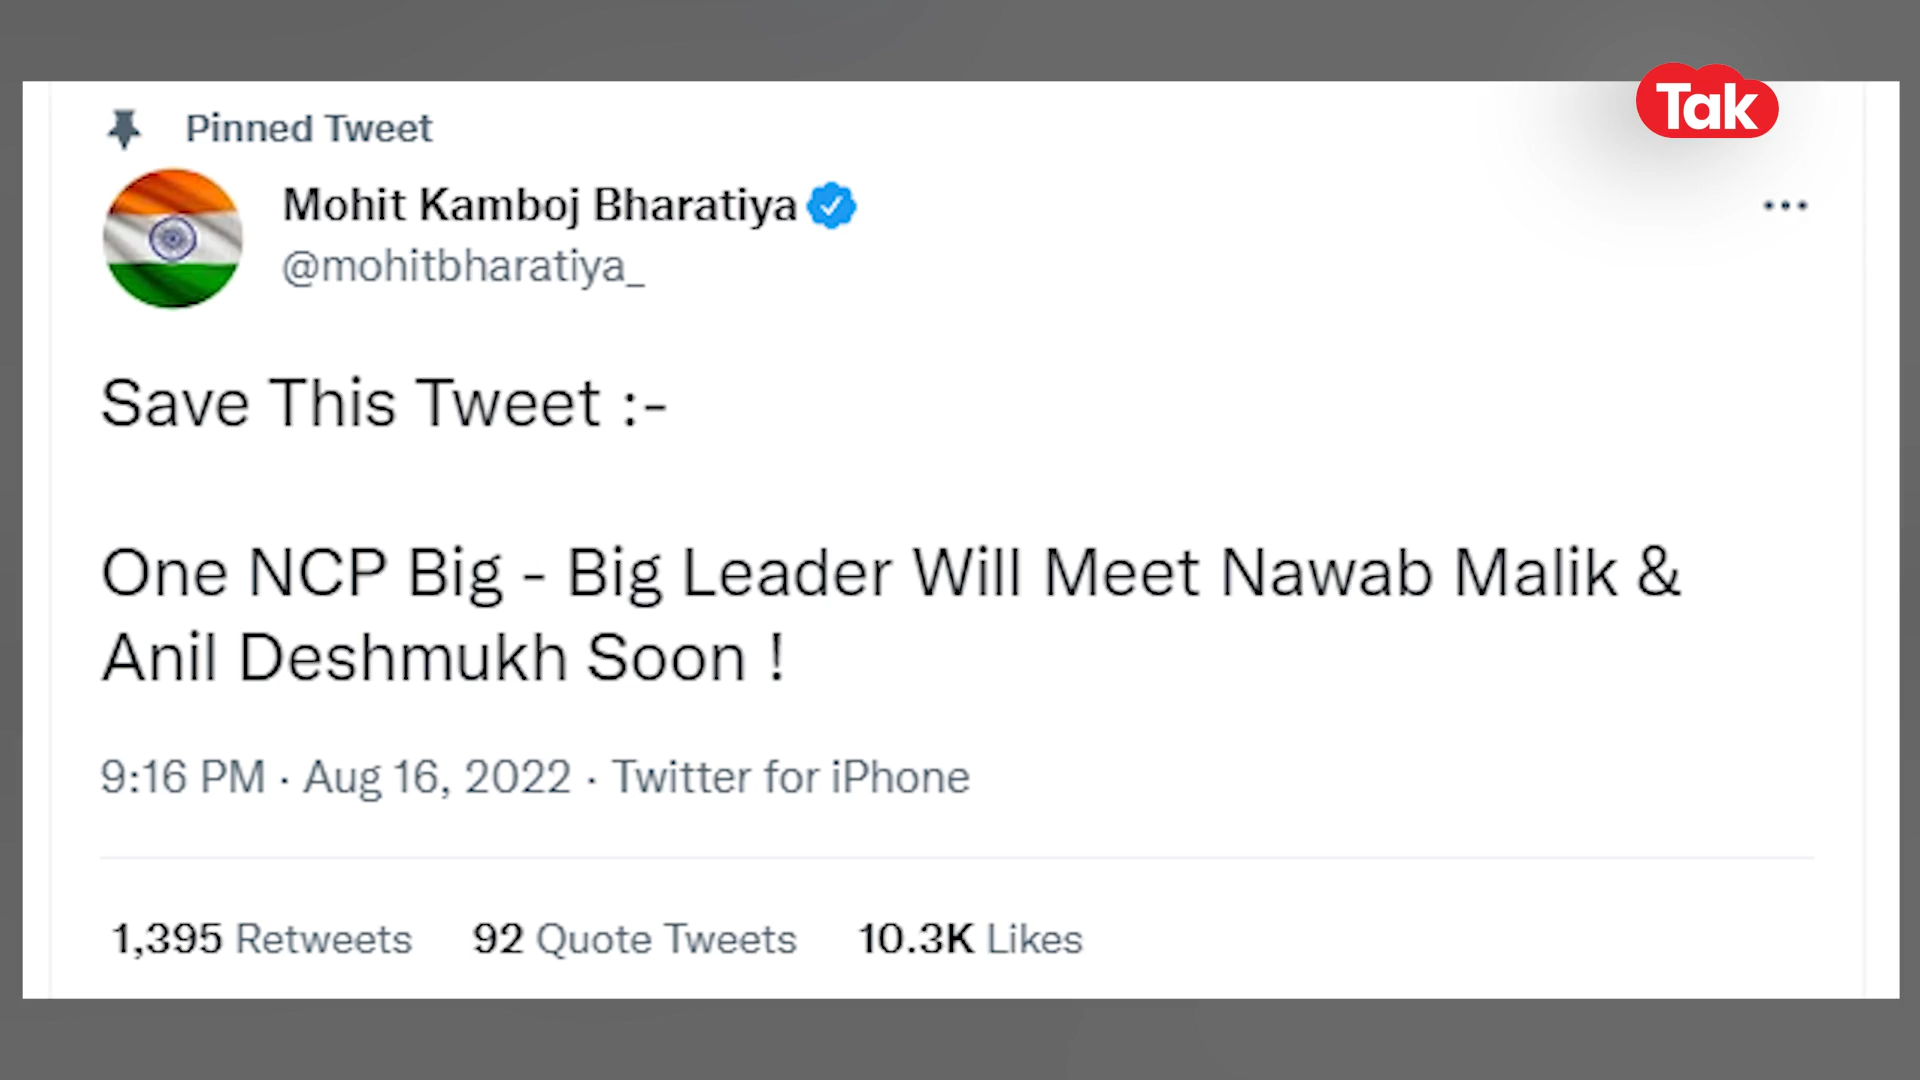 Tak
Pinned Tweet
Mohit Kamboj Bharatiya
@mohitbharatiya_
Save This Tweet :-
One NCP Big - Big Leader Will Meet Nawab Malik &
Anil Deshmukh Soon !
9:16 PM · Aug 16, 2022 · Twitter for iPhone
1,395 Retweets 92 Quote Tweets 10.3K Likes